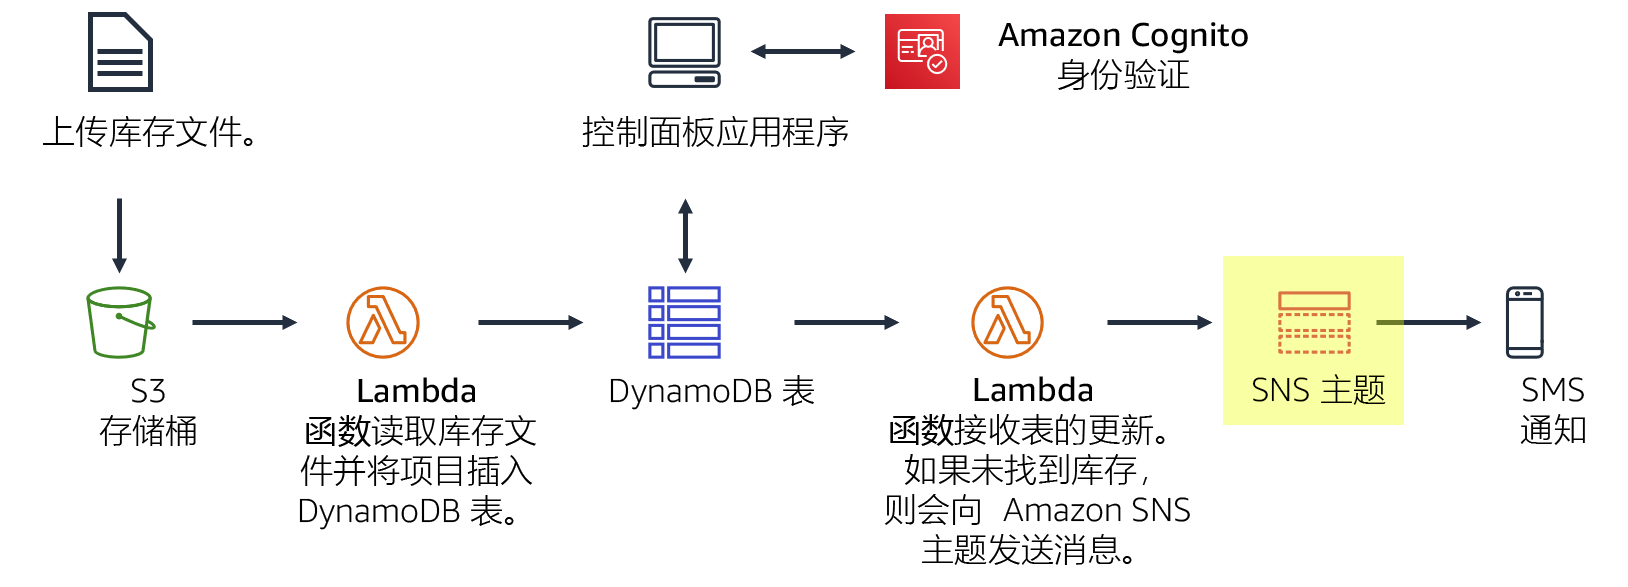 Amazon Cognito
身份验证
上传库存文件。
控制面板应用程序
S3
存储桶
Lambda
函数读取库存文
件并将项目插入
DynamoDB 表。
DynamoDB 表
Lambda
函数接收表的更新。
如果未找到库存，
则会向 Amazon SNS
主题发送消息。
SNS 主题
SMS
通知